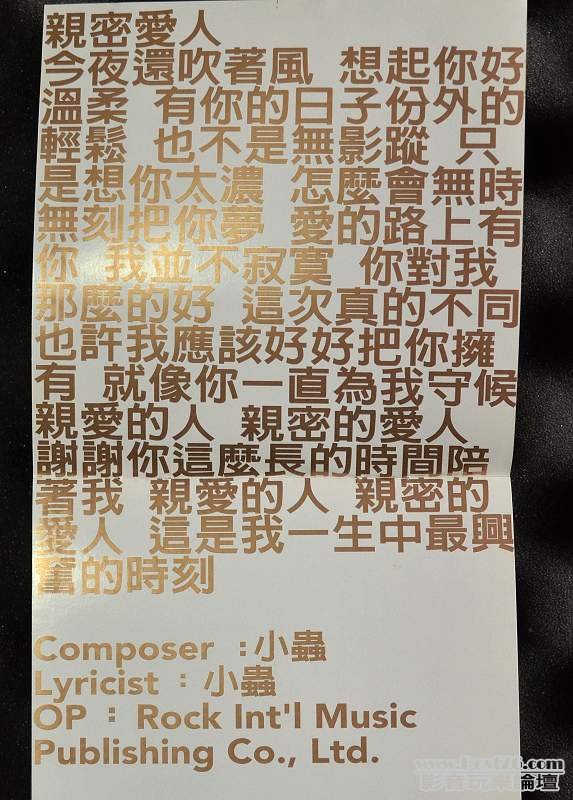 親密愛人
今夜還吹著風 想起你好
溫柔 有你的日子份外的
輕鬆 也不是無影蹤 只
是想你太濃 怎麼會無時
無刻把你夢 愛的路上有
你 我並不寂寞 你對我
那麼的好 這次真的不同
也許我應該好好把你擁
有 就像你一直為我守候
親愛的人 親密的愛人
謝謝你這麼長的時間陪
著我 親愛的人 親密的
愛人 這是我一生中最興
奮的時刻
Composer :小蟲
Lyricist : 小蟲
OP : Rock Int'l Music
Publishing Co., Ltd.
www.Post76.com
影音玩樂論壇